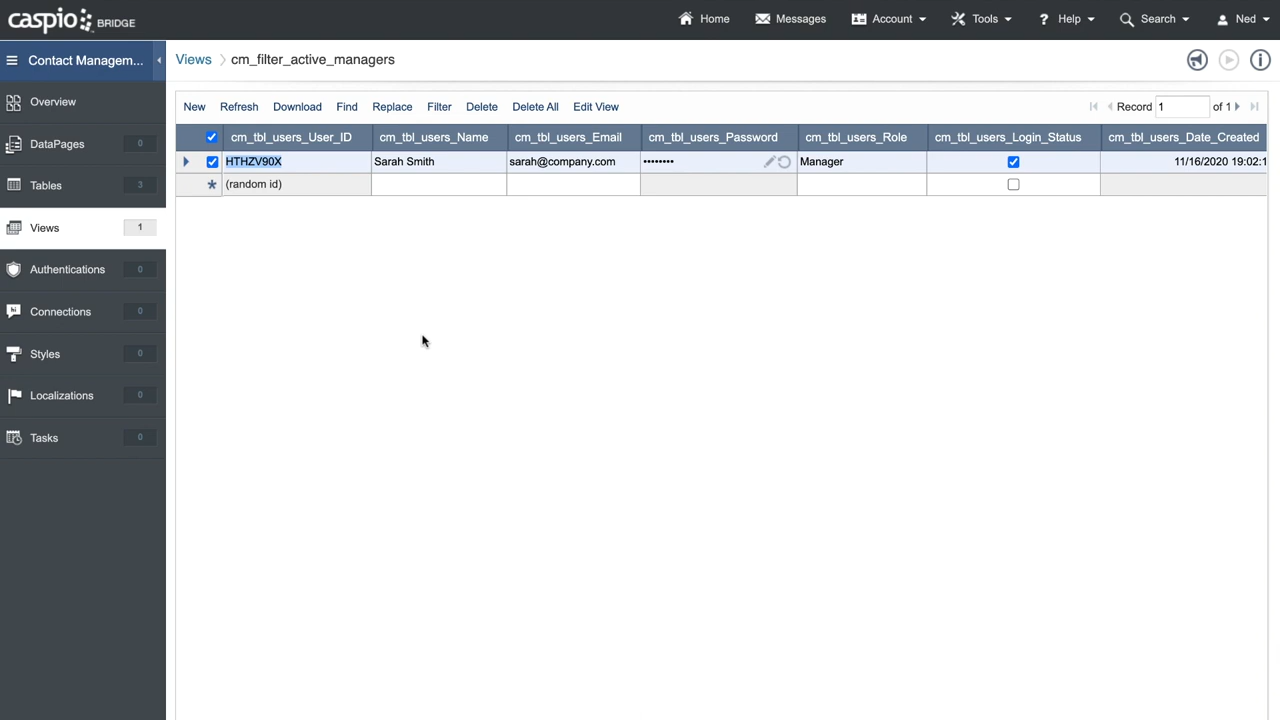 caspio BRIDGE Home Messages Account Tools ? Help Search Ned
Contact Managem... Views cm_filter_active_managers
Overview
DataPages 0
Tables 3
Views 1
Authentications 0
Connections 0
Styles 0
Localizations 0
Tasks 0
New Refresh Download Find Replace Filter Delete Delete All Edit View Record 1 of 1
cm_tbl_users_User_ID cm_tbl_users_Name cm_tbl_users_Email cm_tbl_users_Password cm_tbl_users_Role cm_tbl_users_Login_Status cm_tbl_users_Date_Created
HTHZV90X Sarah Smith sarah@company.com •••••••• Manager 11/16/2020 19:02:1
* (random id)